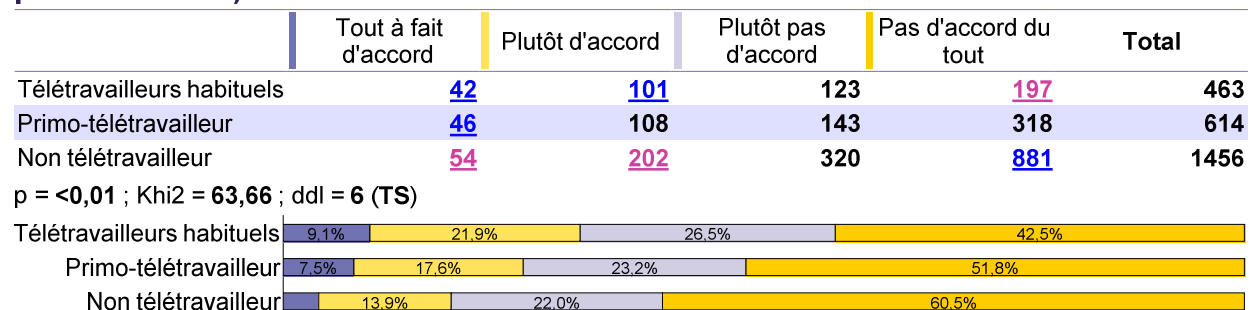 Tout à fait d'accord Plutôt d'accord Plutôt pas d'accord Pas d'accord du tout Total
Télétravailleurs habituels 42 101 123 197 463
Primo-télétravailleur 46 108 143 318 614
Non télétravailleur 54 202 320 881 1456
p = <0,01 ; Khi2 = 63,66 ; ddl = 6 (TS)
Télétravailleurs habituels 9,1% 21,9% 26,5% 42,5%
Primo-télétravailleur 7,5% 17,6% 23,2% 51,8%
Non télétravailleur 13,9% 22,0% 60,5%